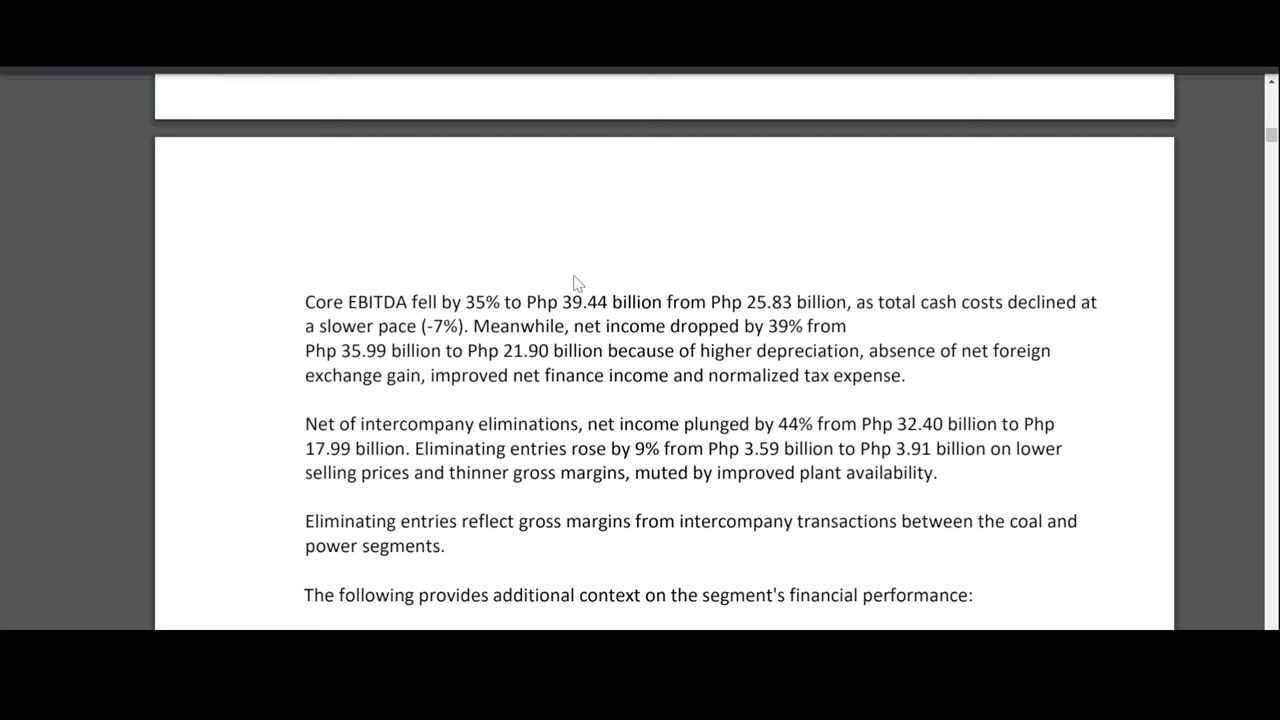 Core EBITDA fell by 35% to Php 39.44 billion from Php 25.83 billion, as total cash costs declined at
a slower pace (-7%). Meanwhile, net income dropped by 39% from
Php 35.99 billion to Php 21.90 billion because of higher depreciation, absence of net foreign
exchange gain, improved net finance income and normalized tax expense.
Net of intercompany eliminations, net income plunged by 44% from Php 32.40 billion to Php
17.99 billion. Eliminating entries rose by 9% from Php 3.59 billion to Php 3.91 billion on lower
selling prices and thinner gross margins, muted by improved plant availability.
Eliminating entries reflect gross margins from intercompany transactions between the coal and
power segments.
The following provides additional context on the segment's financial performance: